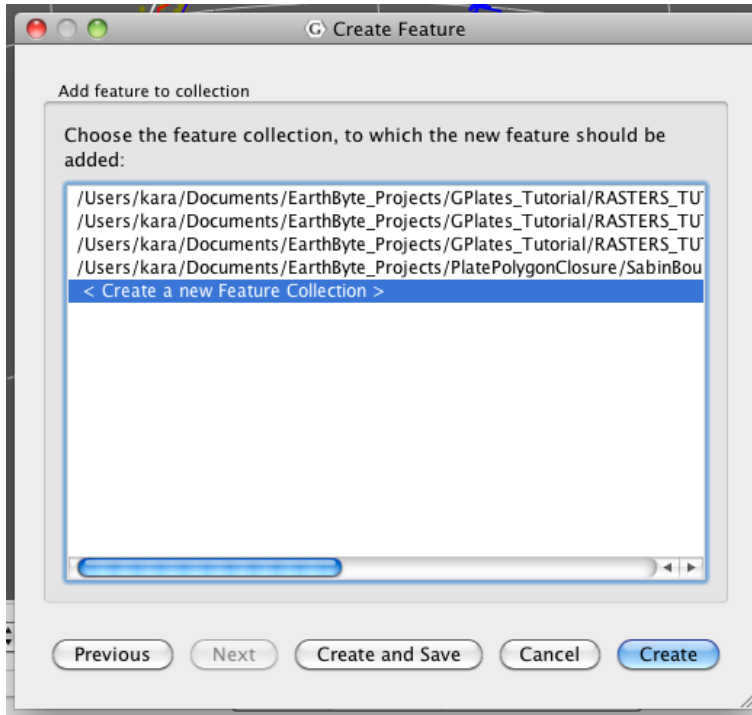 Create Feature
Add feature to collection
Choose the feature collection, to which the new feature should be
added:
/Users/kara/Documents/EarthByte_Projects/GPlates_Tutorial/RASTERS_TU
/Users/kara/Documents/EarthByte_Projects/GPlates_Tutorial/RASTERS_TU
/Users/kara/Documents/EarthByte_Projects/GPlates_Tutorial/RASTERS_TU
/Users/kara/Documents/EarthByte_Projects/PlatePolygonClosure/SabinBou
< Create a new Feature Collection >
Previous Next Create and Save Cancel Create